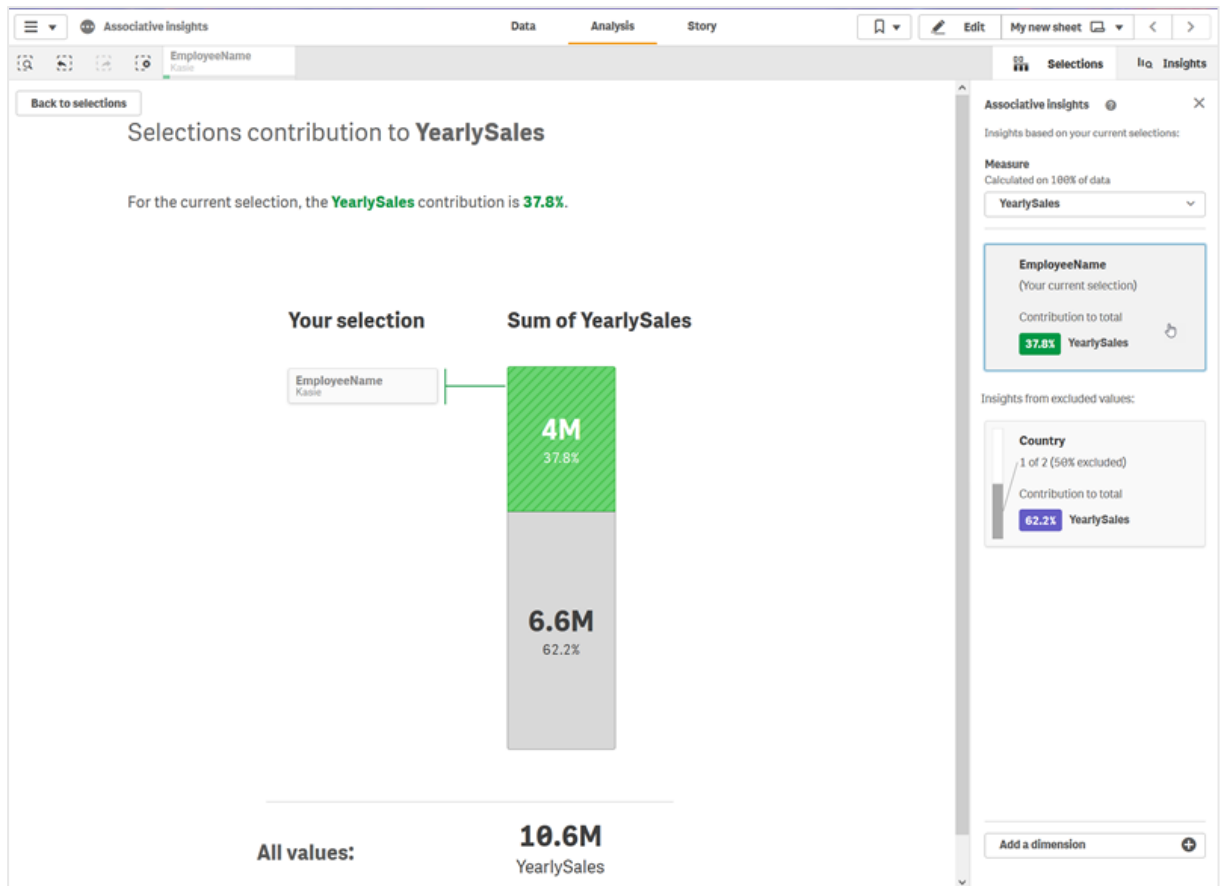 Associative insights
Data
Analysis
Story
Edit
My new sheet
EmployeeName
Kasie
Selections
Insights
Back to selections
Selections contribution to YearlySales
For the current selection, the YearlySales contribution is 37.8%.
Your selection
Sum of YearlySales
EmployeeName
Kasie
4M
37.8%
6.6M
62.2%
All values:
10.6M
YearlySales
Associative insights
Insights based on your current selections:
Measure
Calculated on 100% of data
YearlySales
EmployeeName
(Your current selection)
Contribution to total
37.8% YearlySales
Insights from excluded values:
Country
1 of 2 (50% excluded)
Contribution to total
62.2% YearlySales
Add a dimension